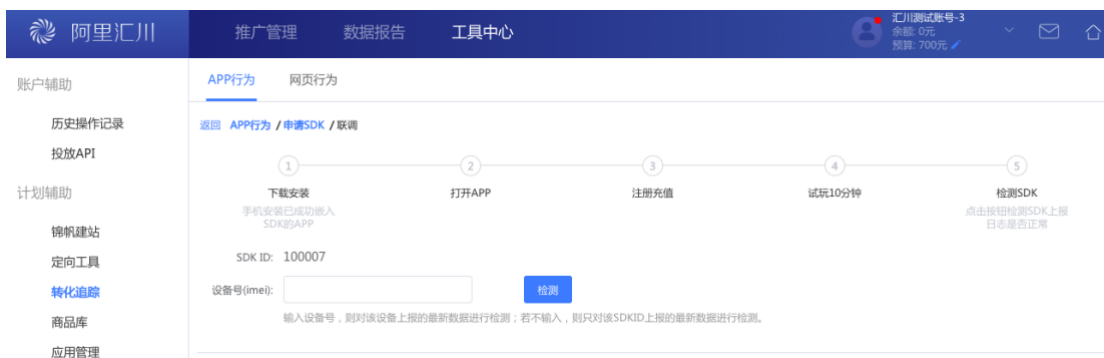 阿里汇川
推广管理 数据报告 工具中心
汇川测试账号-3
余额: 0元
预算: 700元
账户辅助
历史操作记录
投放API
计划辅助
锦帆建站
定向工具
转化追踪
商品库
应用管理
APP行为 网页行为
返回 APP行为 / 申请SDK / 联调
1 2 3 4 5
下载安装 打开APP 注册充值 试玩10分钟 检测SDK
手机安装已成功嵌入
SDK的APP
点击按钮检测SDK上报
日志是否正常
SDK ID: 100007
设备号(imei): 检测
输入设备号，则对该设备上报的最新数据进行检测；若不输入，则只对该SDKID上报的最新数据进行检测。